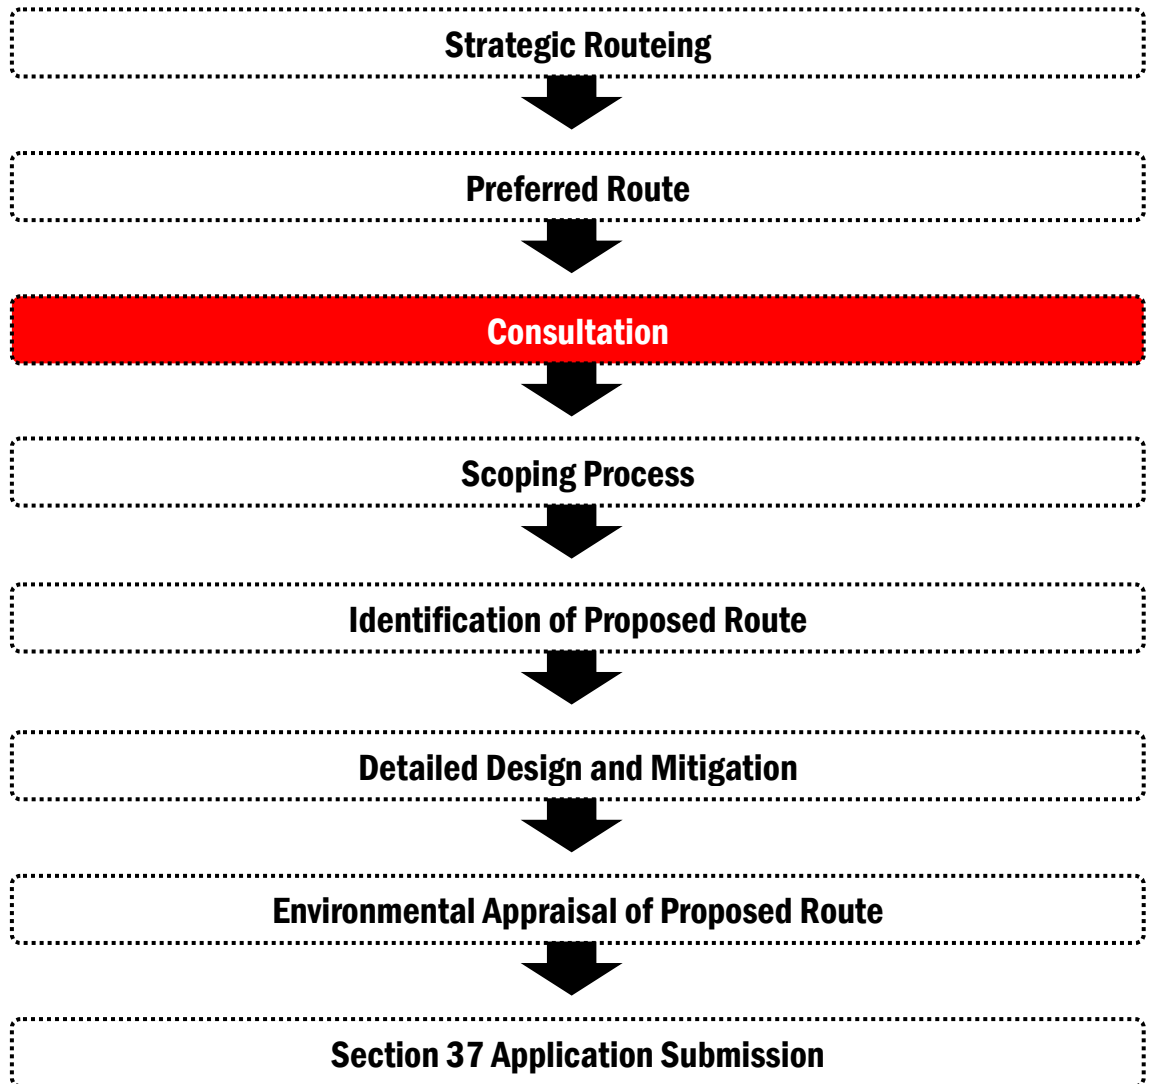 Strategic Routeing
Preferred Route
Consultation
Scoping Process
Identification of Proposed Route
Detailed Design and Mitigation
Environmental Appraisal of Proposed Route
Section 37 Application Submission